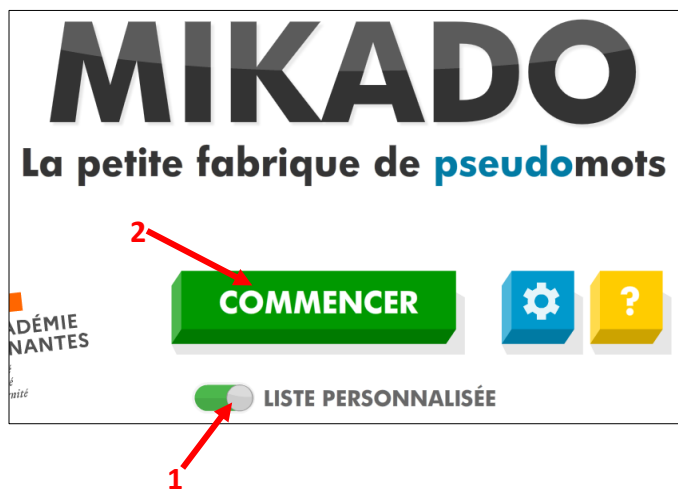 MIKADO
La petite fabrique de pseudomots
2
COMMENCER
?
ADÉMIE
NANTES
LISTE PERSONNALISÉE
1